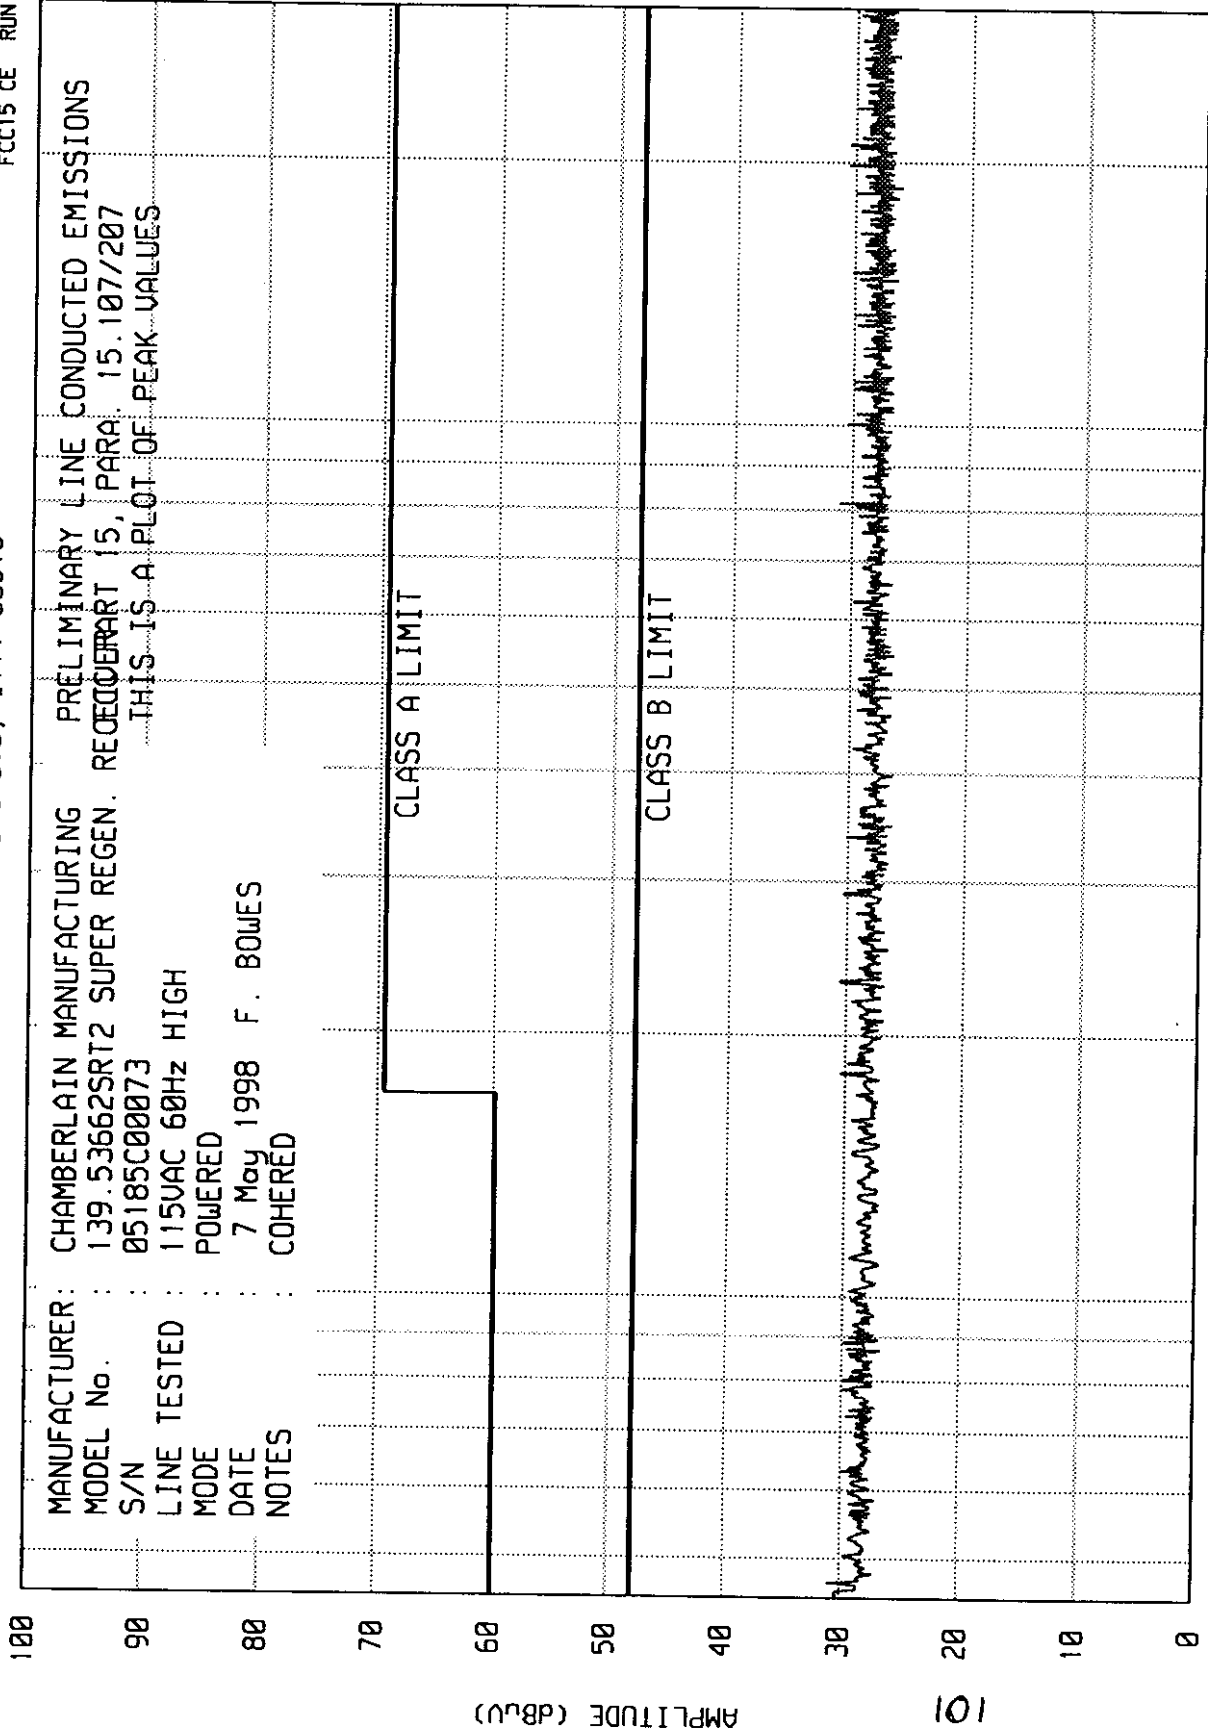 FCC15 CE RUN
MANUFACTURER : CHAMBERLAIN MANUFACTURING
MODEL No. : 139.53662SRT2 SUPER REGEN.
S/N : 05185C00073
LINE TESTED : 115VAC 60Hz HIGH
MODE : POWERED
DATE : 7 May 1998 F. BOWES
NOTES : COHERED
PRELIMINARY LINE CONDUCTED EMISSIONS
15, PARA. 15.107/207
THIS IS A PLOT OF PEAK VALUES
CLASS A LIMIT
CLASS B LIMIT
100
90
80
70
60
50
40
30
20
10
0
AMPLITUDE (dBuV)
101